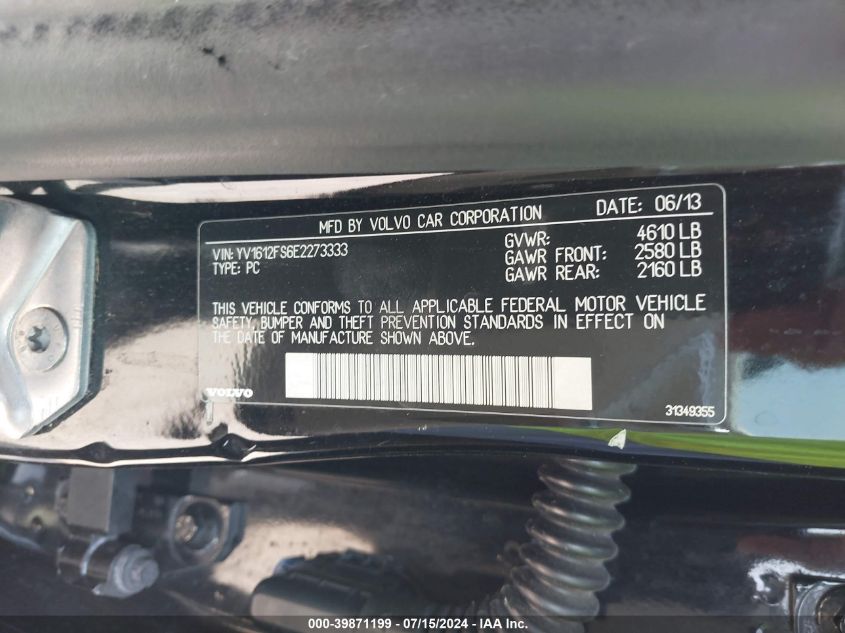 MFD BY VOLVO CAR CORPORATION DATE: 06/13
VIN: YV1612FS6E2273333
TYPE: PC
GVWR: 4610 LB
GAWR FRONT: 2580 LB
GAWR REAR: 2160 LB
THIS VEHICLE CONFORMS TO ALL APPLICABLE FEDERAL MOTOR VEHICLE
SAFETY, BUMPER AND THEFT PREVENTION STANDARDS IN EFFECT ON
THE DATE OF MANUFACTURE SHOWN ABOVE.
VOLVO
31349355
000-39871199 - 07/15/2024 - IAA Inc.